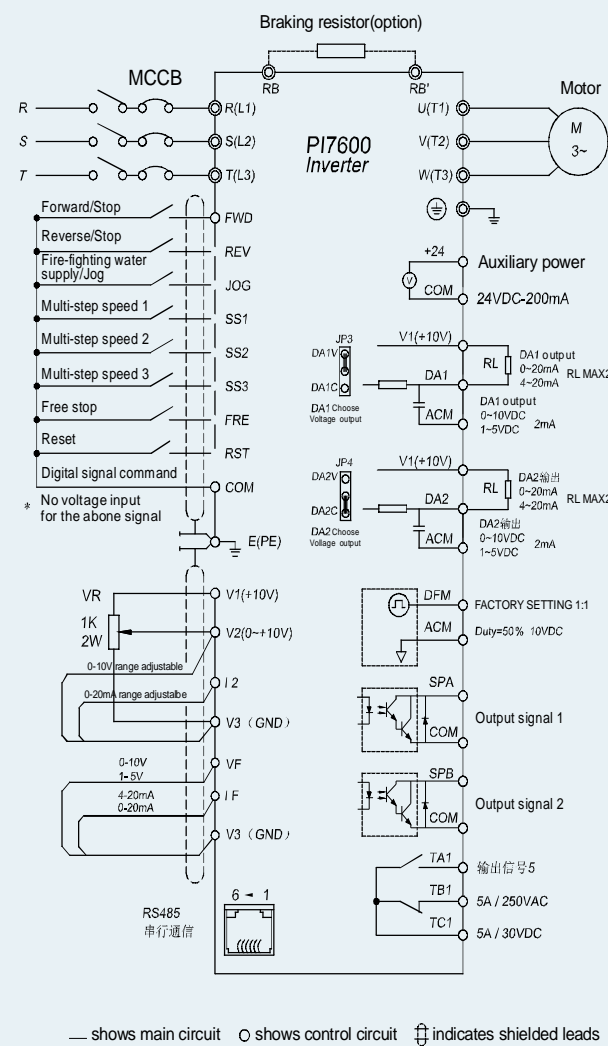 Braking resistor(option)
MCCB
RB
RB'
Motor
R
R(L1)
U(T1)
M
3~
S
S(L2)
PI7600
Inverter
V(T2)
T
T(L3)
W(T3)
Forward/Stop
FWD
Reverse/Stop
REV
Fire-fighting water
supply/Jog
JOG
Multi-step speed 1
SS1
Multi-step speed 2
SS2
Multi-step speed 3
SS3
Free stop
FRE
Reset
RST
Digital signal command
COM
* No voltage input
for the abone signal
E(PE)
+24
Auxiliary power
V
COM
24VDC-200mA
JP3
V1(+10V)
DA1V
DA1C
DA1
DA1 Choose
Voltage output
ACM
RL
DA1 output
0~20mA
4~20mA
RL MAX2
DA1 output
0~10VDC
1~5VDC
2mA
JP4
V1(+10V)
DA2V
DA2C
DA2
DA2 Choose
Voilage output
ACM
RL
DA2输出
0~20mA
4~20mA
RL MAX2
DA2输出
0~10VDC
1~5VDC
2mA
VR
1K
2W
V1(+10V)
V2(0~+10V)
0-10V range adjustable
I 2
0-20mA range adjustalbe
V3（GND）
0-10V
1- 5V
VF
4-20mA
0-20mA
I F
V3（GND）
DFM
FACTORY SETTING 1:1
ACM
Duty=50% 10VDC
SPA
Output signal 1
COM
SPB
Output signal 2
COM
TA1
输出信号5
TB1
5A / 250VAC
TC1
5A / 30VDC
RS485
串行通信
6 ◄ 1
shows main circuit
shows control circuit
indicates shielded leads